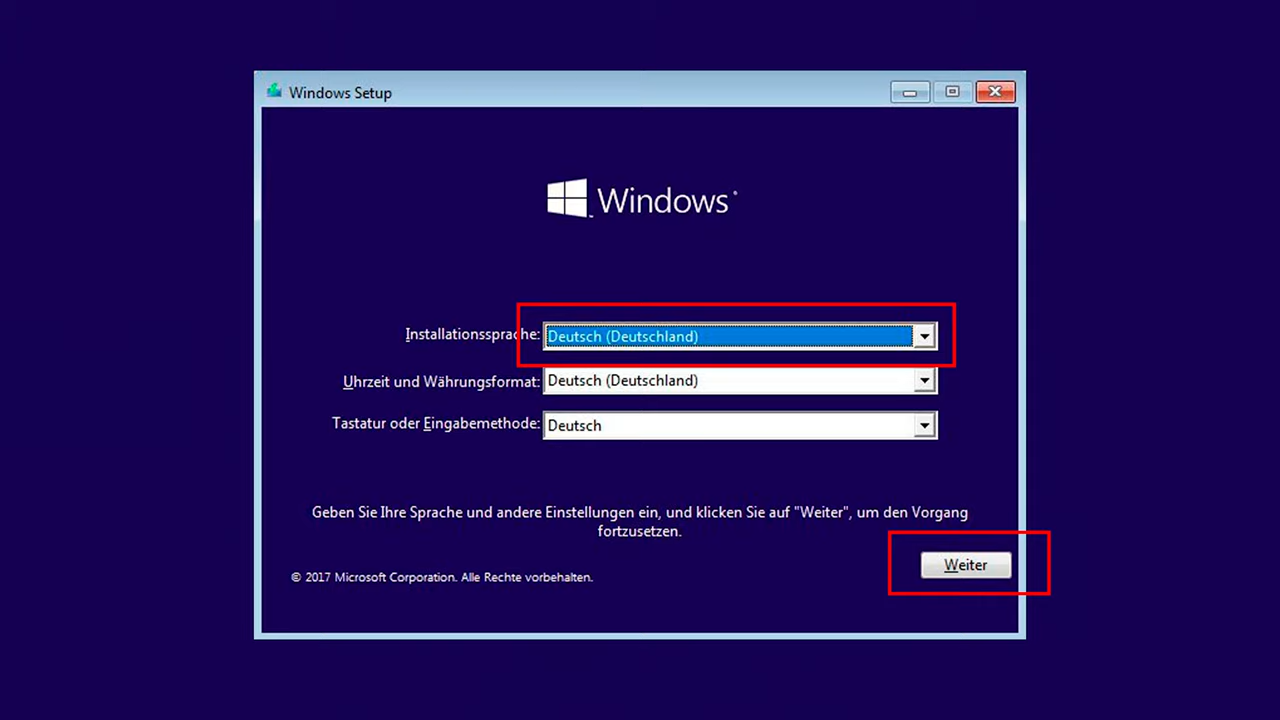 Windows Setup
Windows
Installationssprache: Deutsch (Deutschland)
Uhrzeit und Währungsformat: Deutsch (Deutschland)
Tastatur oder Eingabemethode: Deutsch
Geben Sie Ihre Sprache und andere Einstellungen ein, und klicken Sie auf "Weiter", um den Vorgang
fortzusetzen.
Weiter
© 2017 Microsoft Corporation. Alle Rechte vorbehalten.